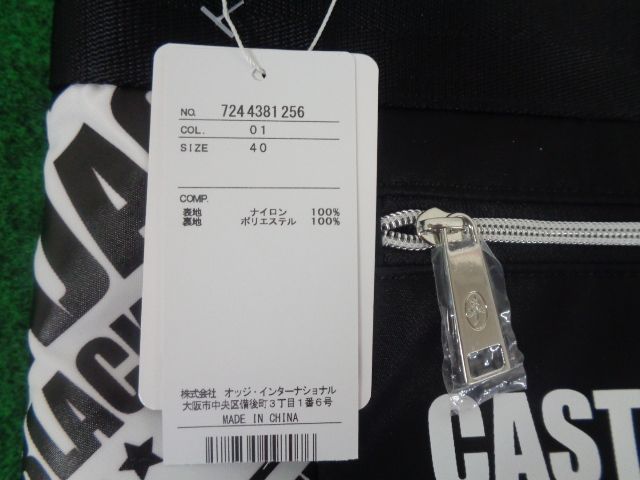 NO. 7244381256
COL. 01
SIZE 40
COMP.
表地 ナイロン 100%
裏地 ポリエステル 100%
株式会社 オッジ・インターナショナル
大阪市中央区備後町3丁目1番6号
MADE IN CHINA
BLACK
CAST